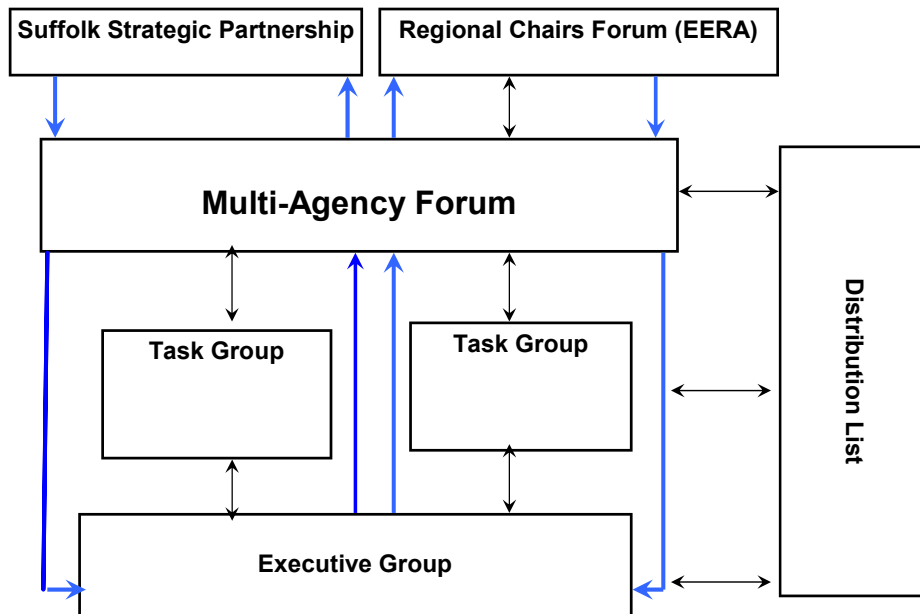 Suffolk Strategic Partnership
Regional Chairs Forum (EERA)
Multi-Agency Forum
Task Group
Task Group
Distribution List
Executive Group